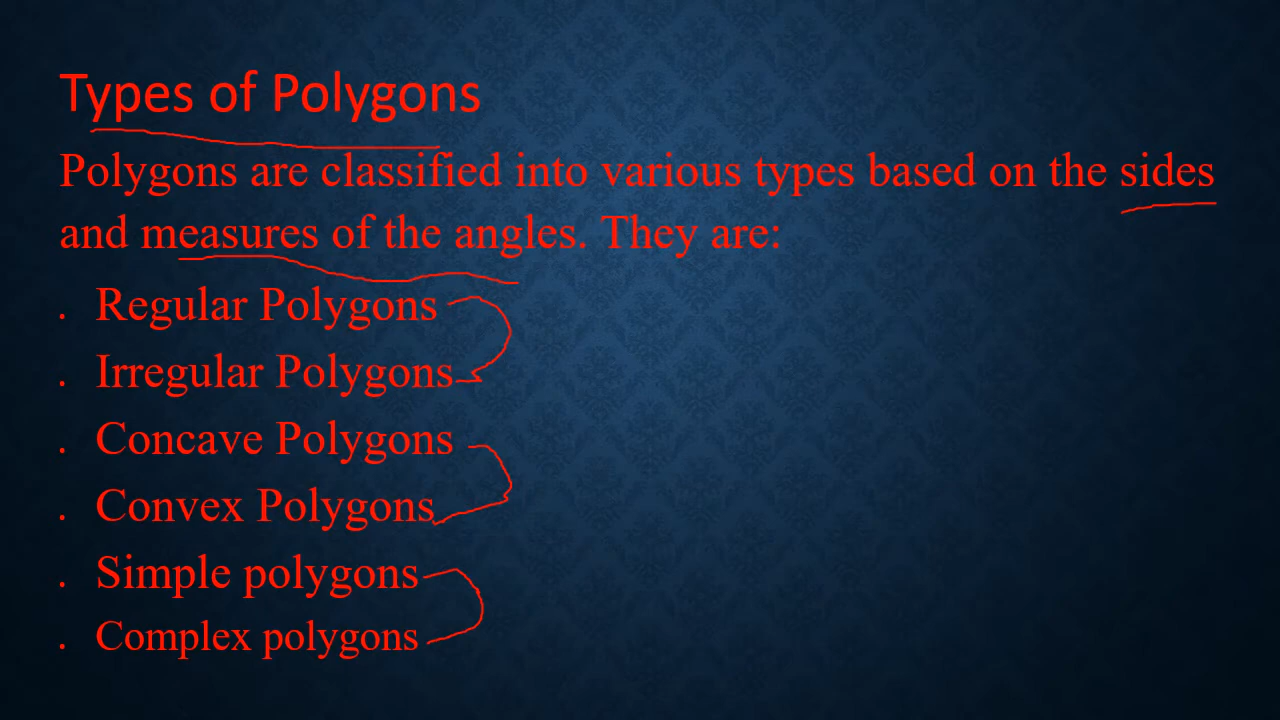 Types of Polygons
Polygons are classified into various types based on the sides
and measures of the angles. They are:
. Regular Polygons
. Irregular Polygons
. Concave Polygons
. Convex Polygons
. Simple polygons
. Complex polygons